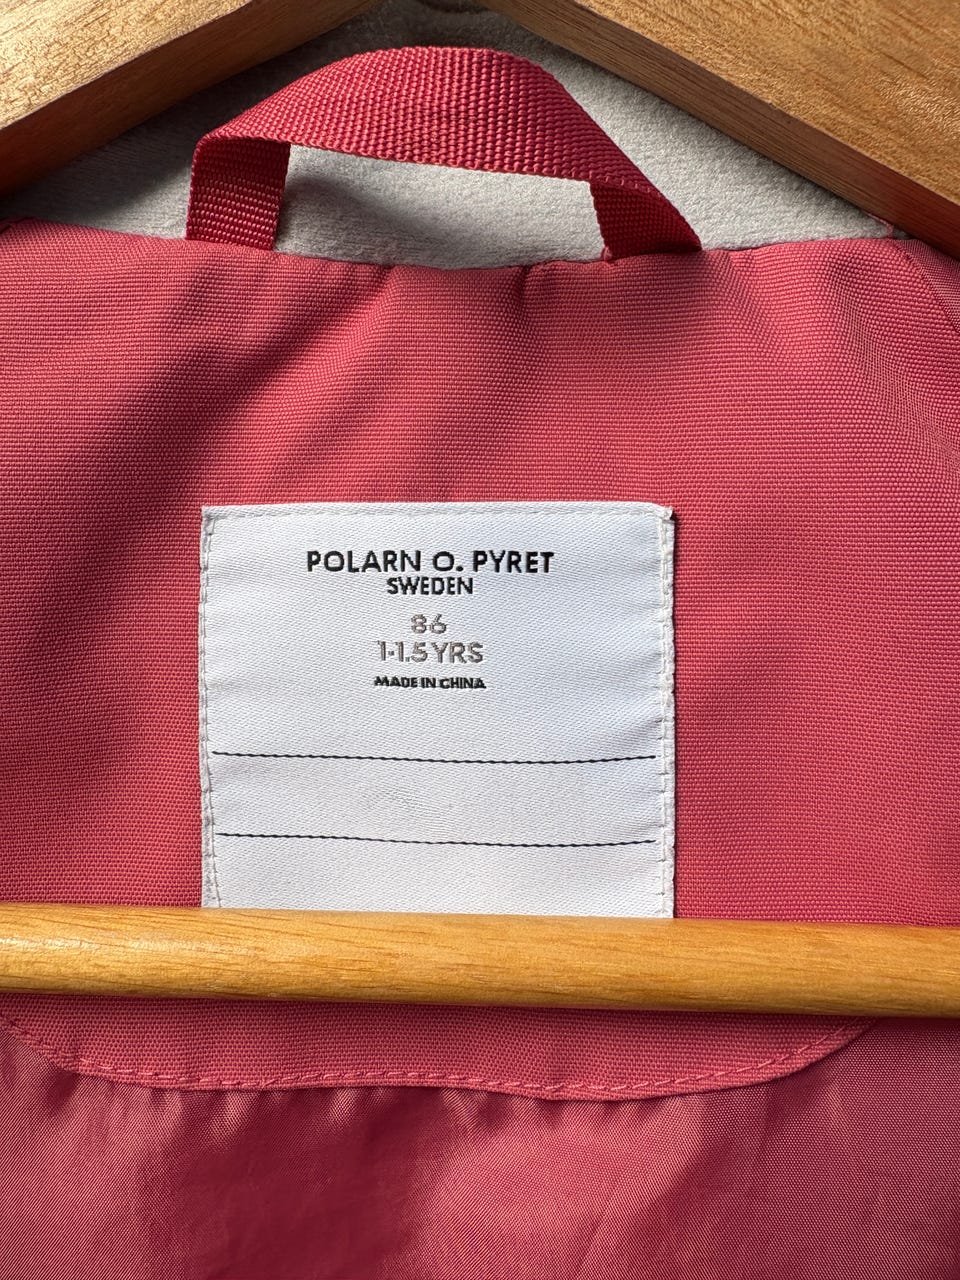 POLARN O. PYRET
SWEDEN
86
1-1.5 YRS
MADE IN CHINA